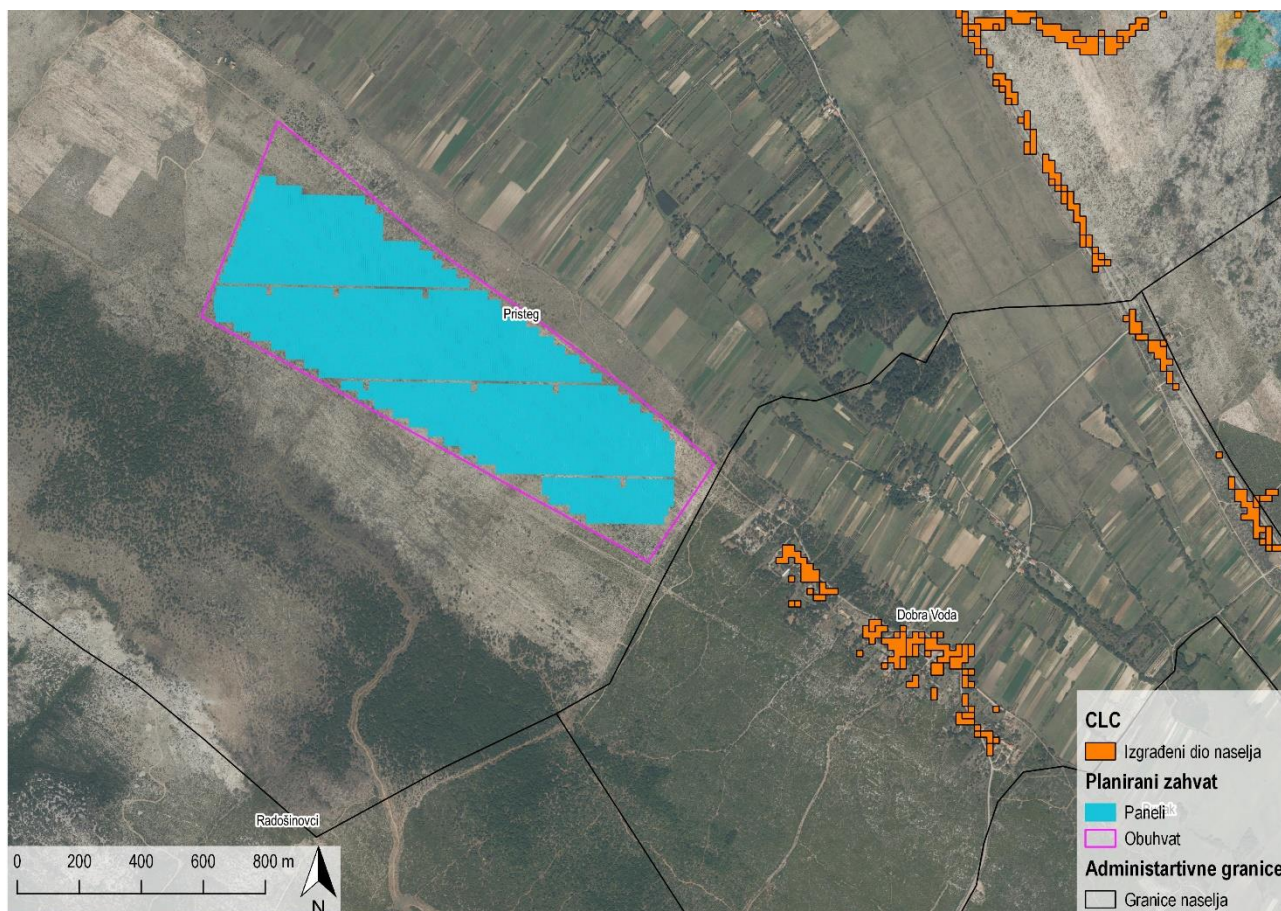 Pristeg
Dobra Voda
Radošinovci
CLC
Izgrađeni dio naselja
Planirani zahvat
Paneli
Obuhvat
Administartivne granice
Granice naselja
0 200 400 600 800 m
N